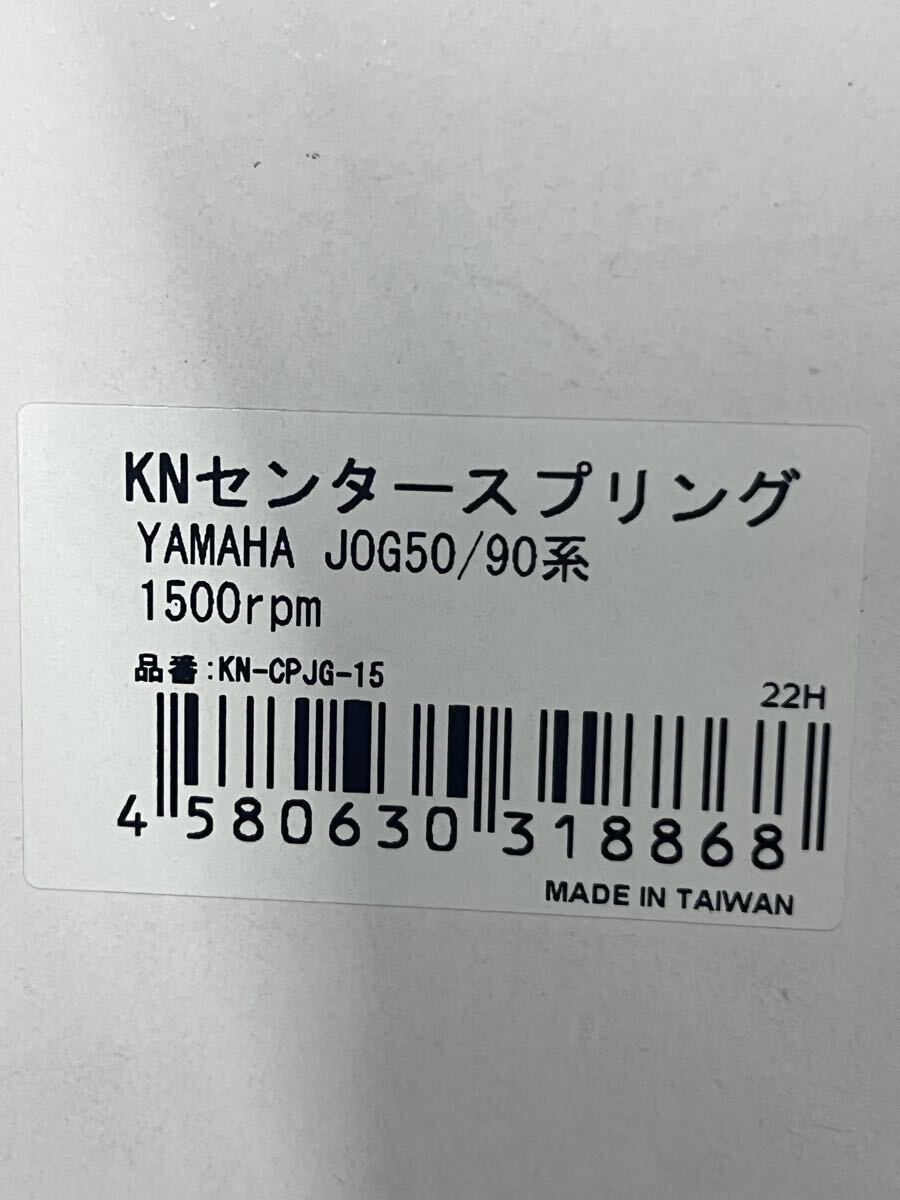 KNセンタースプリング
YAMAHA JOG50/90系
1500rpm
品番:KN-CPJG-15
22H
4 580630 318868
MADE IN TAIWAN